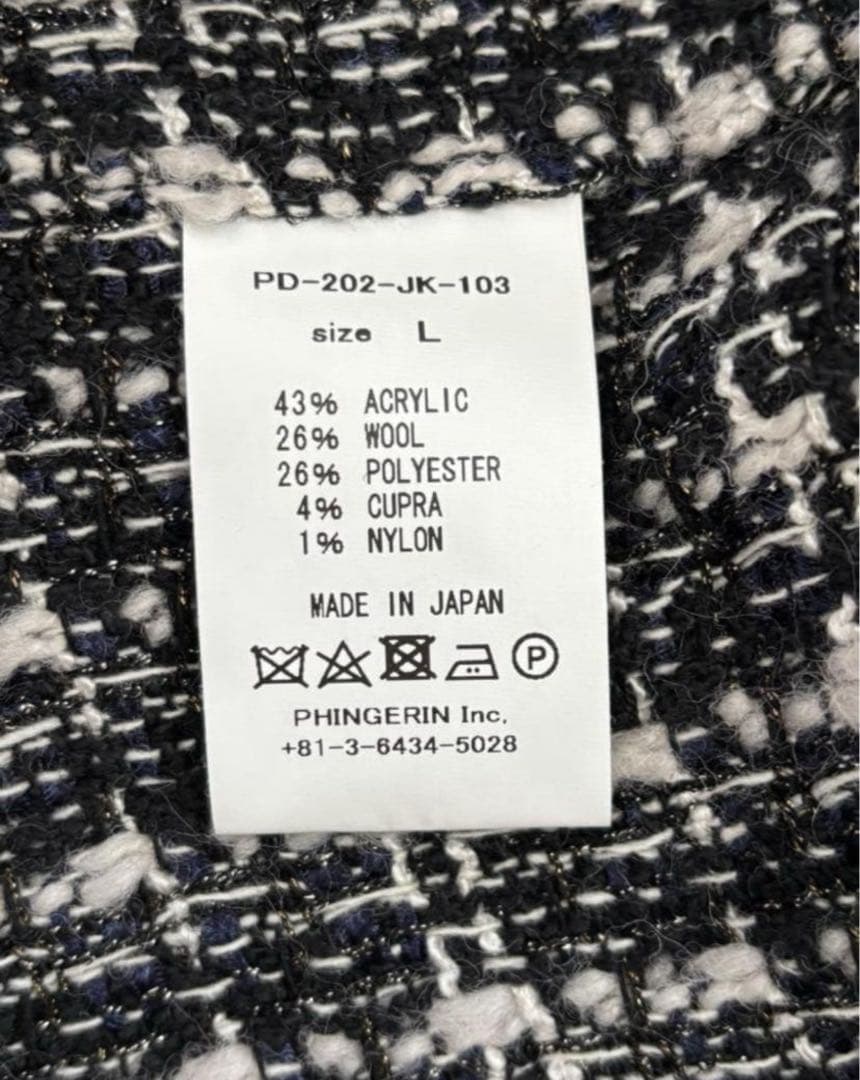 PD-202-JK-103
size L
43% ACRYLIC
26% WOOL
26% POLYESTER
4% CUPRA
1% NYLON
MADE IN JAPAN
P
PHINGERIN Inc.
+81-3-6434-5028